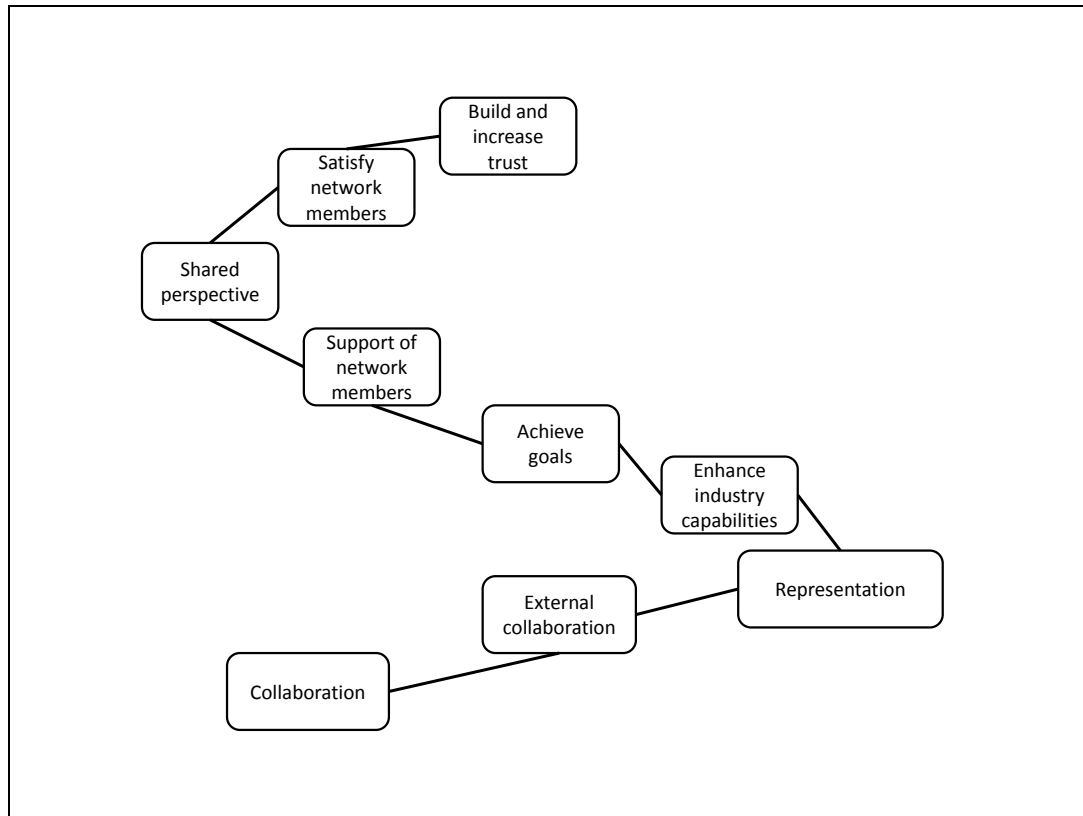 Build and
increase
trust
Satisfy
network
members
Shared
perspective
Support of
network
members
Achieve
goals
Enhance
industry
capabilities
Representation
External
collaboration
Collaboration